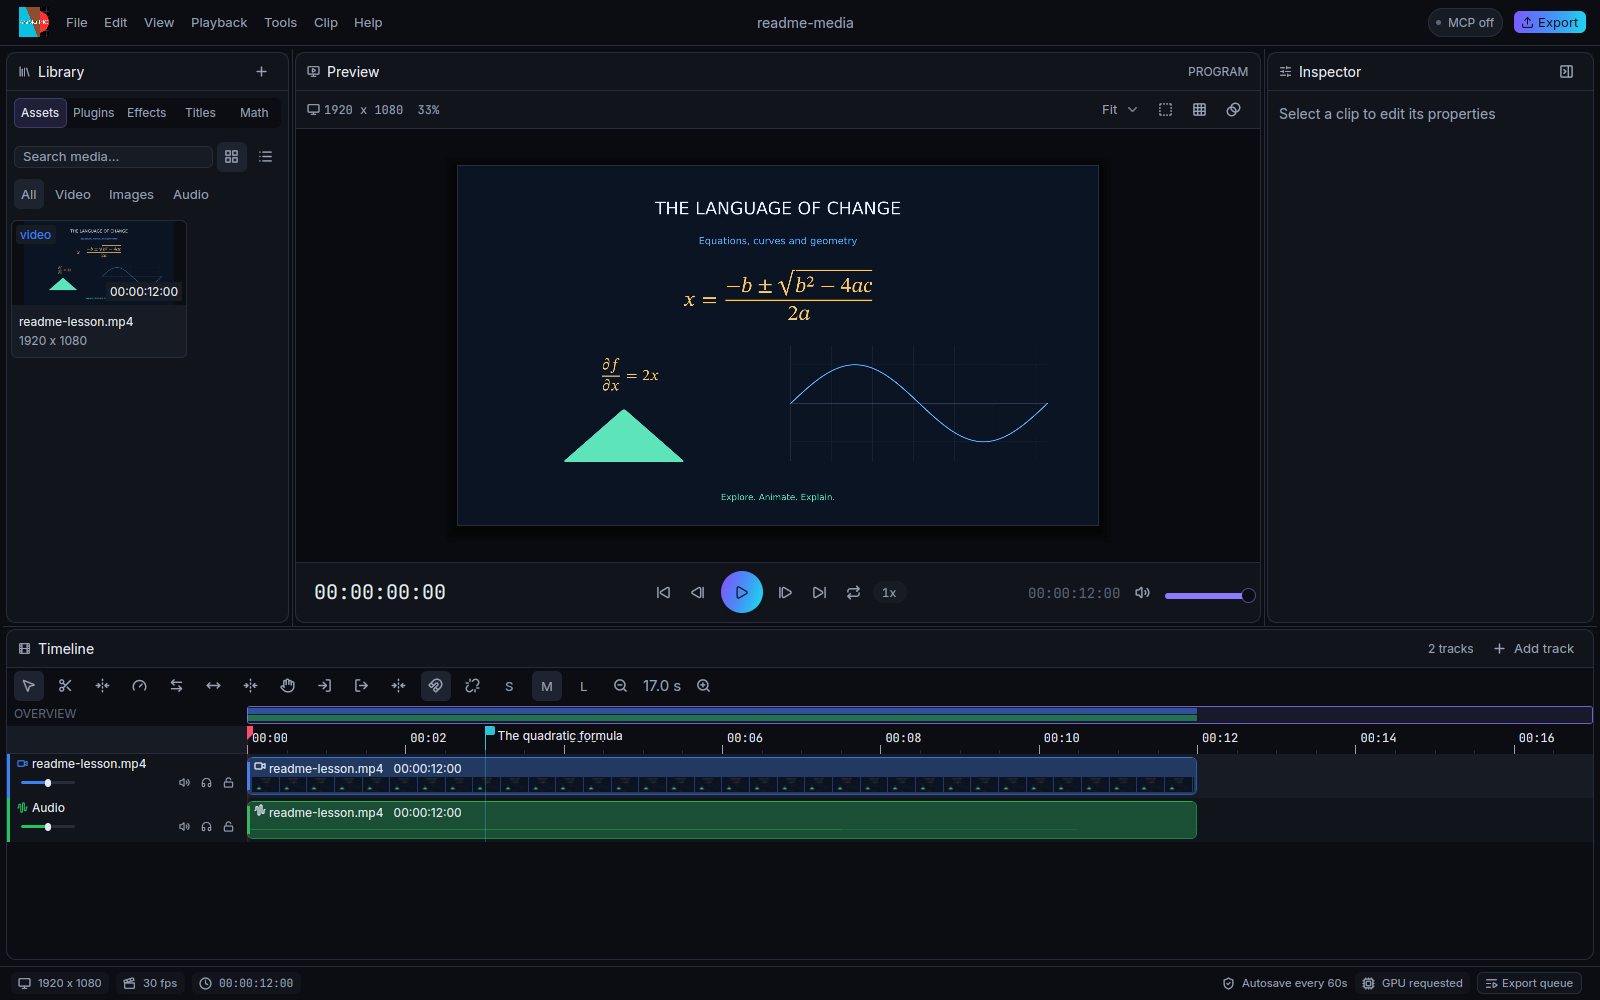 File Edit View Playback Tools Clip Help
readme-media
MCP off
Export
Library
Assets Plugins Effects Titles Math
Search media...
All Video Images Audio
video
00:00:12:00
readme-lesson.mp4
1920 x 1080
Preview
PROGRAM
1920 x 1080 33%
Fit
THE LANGUAGE OF CHANGE
Equations, curves and geometry
x = (−b ± √(b² − 4ac)) / 2a
∂f/∂x = 2x
Explore. Animate. Explain.
00:00:00:00
1x
00:00:12:00
Inspector
Select a clip to edit its properties
Timeline
2 tracks
Add track
S M L
17.0 s
OVERVIEW
00:00 00:02 The quadratic formula 00:06 00:08 00:10 00:12 00:14 00:16
readme-lesson.mp4
readme-lesson.mp4 00:00:12:00
Audio
readme-lesson.mp4 00:00:12:00
1920 x 1080
30 fps
00:00:12:00
Autosave every 60s
GPU requested
Export queue